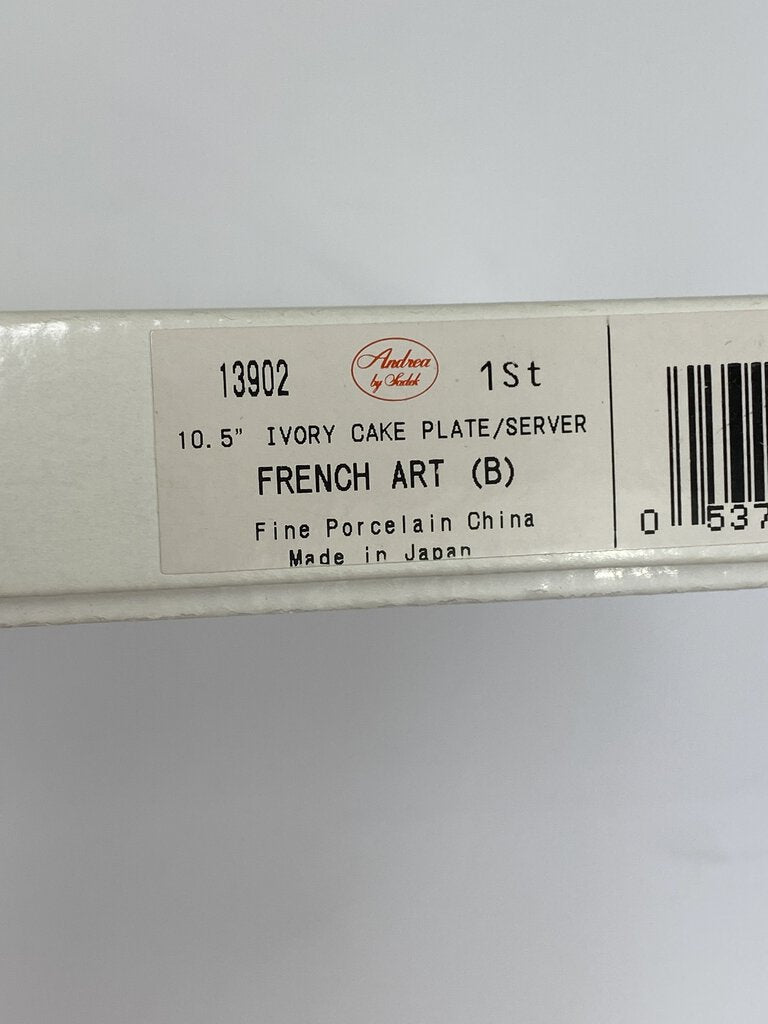 13902
Andrea
by Sadek
1St
10.5" IVORY CAKE PLATE/SERVER
FRENCH ART (B)
Fine Porcelain China
Made in Japan
0 537